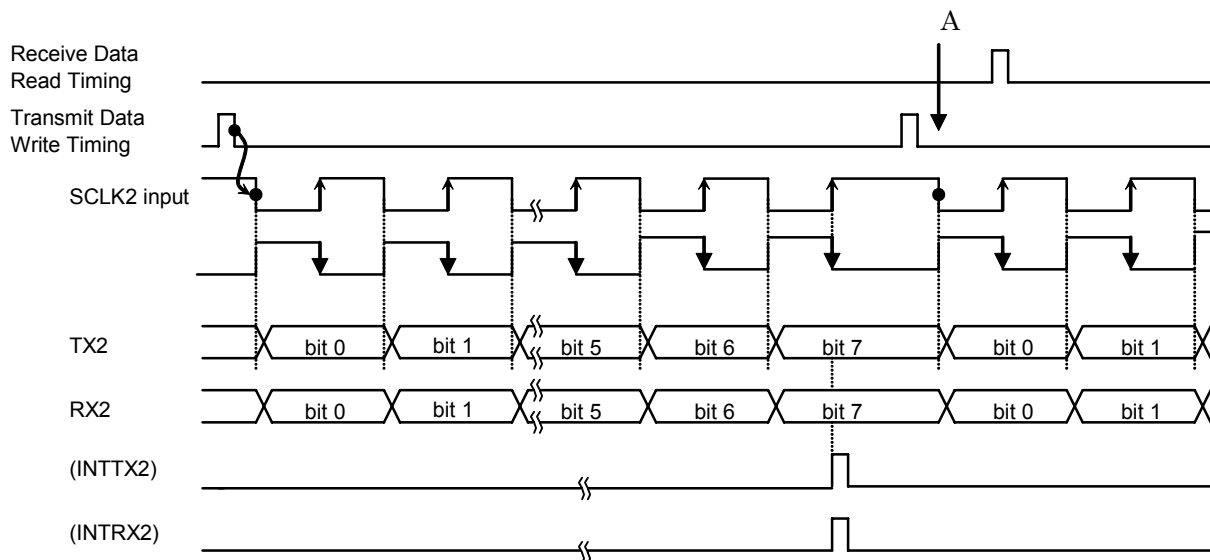 A
Receive Data
Read Timing
Transmit Data
Write Timing
SCLK2 input
TX2
bit 0 bit 1 bit 5 bit 6 bit 7 bit 0 bit 1
RX2
bit 0 bit 1 bit 5 bit 6 bit 7 bit 0 bit 1
(INTTX2)
(INTRX2)